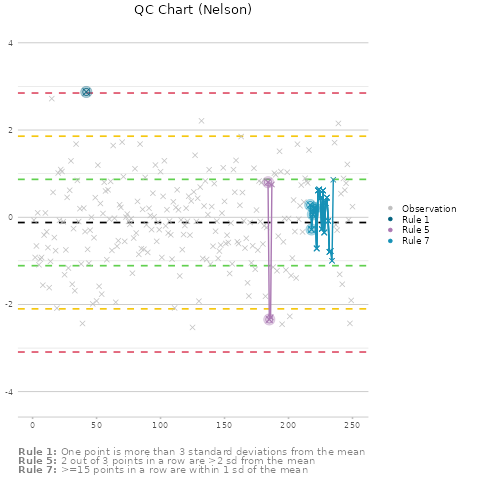 QC Chart (Nelson)
4
2
0
-2
-4
0
50
100
150
200
250
Observation
Rule 1
Rule 5
Rule 7
Rule 1: One point is more than 3 standard deviations from the mean
Rule 5: 2 out of 3 points in a row are >2 sd from the mean
Rule 7: >=15 points in a row are within 1 sd of the mean